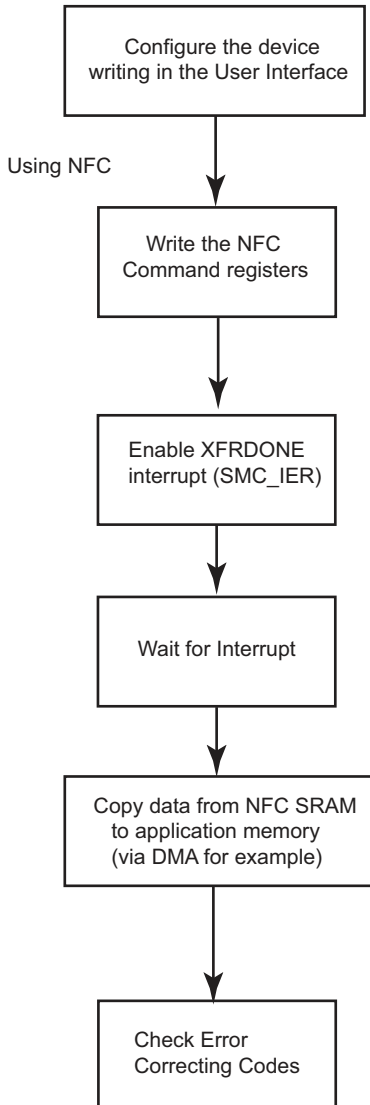 Configure the device
writing in the User Interface
Using NFC
Write the NFC
Command registers
Enable XFRDONE
interrupt (SMC_IER)
Wait for Interrupt
Copy data from NFC SRAM
to application memory
(via DMA for example)
Check Error
Correcting Codes